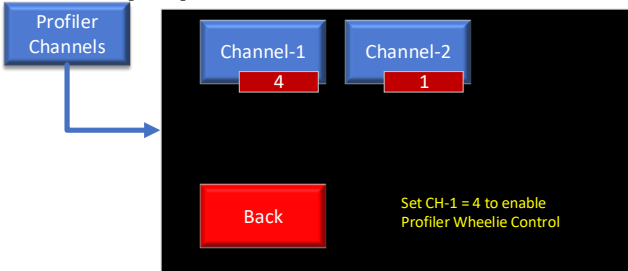 Profiler
Channels
Channel-1
4
Channel-2
1
Back
Set CH-1 = 4 to enable
Profiler Wheelie Control